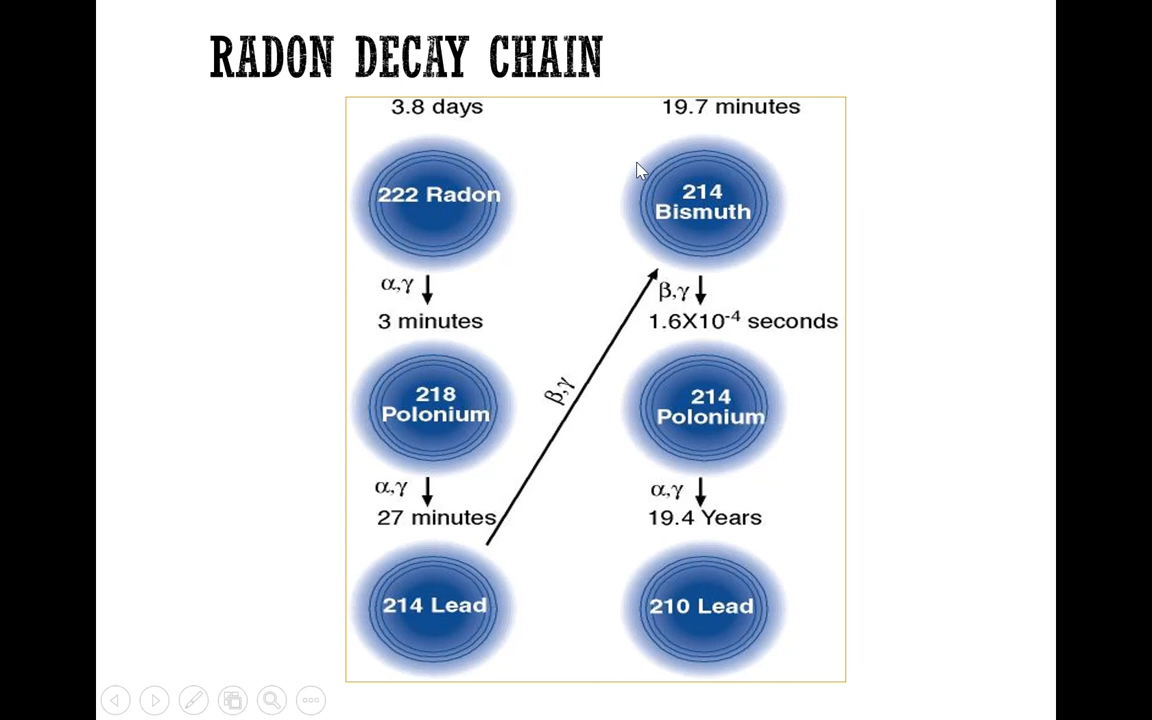 RADON DECAY CHAIN
3.8 days
222 Radon
α,γ
3 minutes
218
Polonium
α,γ
27 minutes
214 Lead
β,γ
19.7 minutes
214
Bismuth
β,γ
1.6X10⁻⁴ seconds
214
Polonium
α,γ
19.4 Years
210 Lead